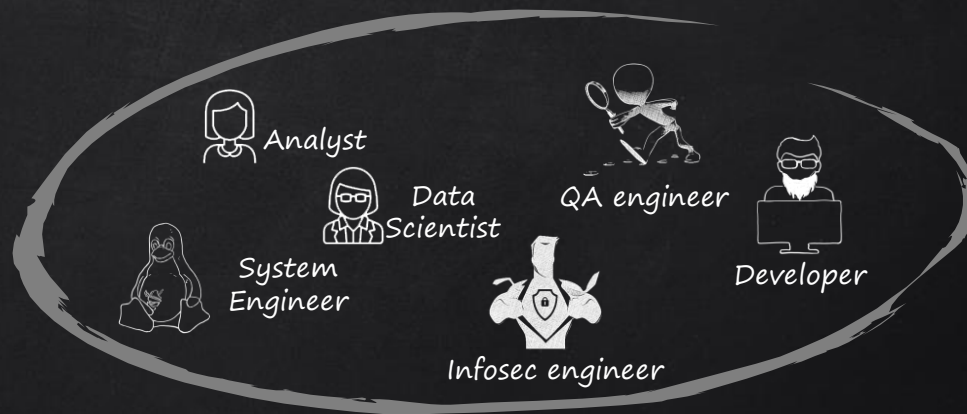 Analyst
Data
Scientist
QA engineer
System
Engineer
Developer
Infosec engineer